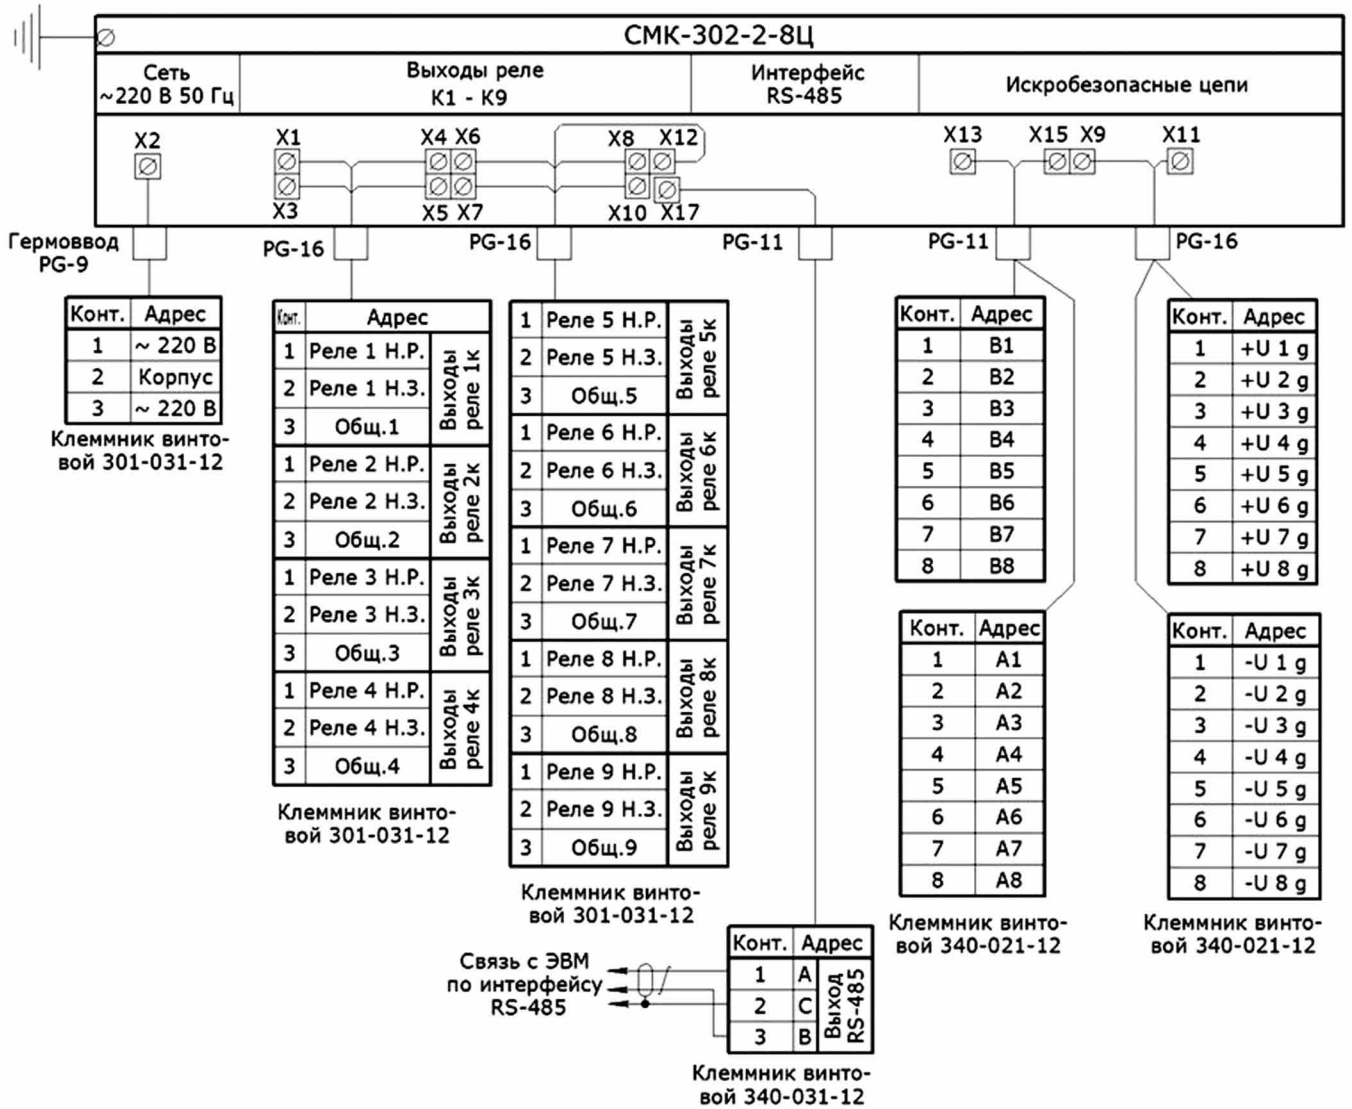 СМК-302-2-8Ц
Сеть
~220 В 50 Гц
Выходы реле
К1 - К9
Интерфейс
RS-485
Искробезопасные цепи
X2
X1
X4 X6
X8
X12
X13
X15 X9
X11
X3
X5 X7
X10
X17
Гермоввод
PG-9
PG-16
PG-16
PG-11
PG-11
PG-16
Конт. Адрес
1 ~ 220 В
2 Корпус
3 ~ 220 В
Клеммник винто-
вой 301-031-12
Конт. Адрес
1 Реле 1 Н.Р.
2 Реле 1 Н.З.
3 Общ.1
Выходы
реле 1к
1 Реле 2 Н.Р.
2 Реле 2 Н.З.
3 Общ.2
Выходы
реле 2к
1 Реле 3 Н.Р.
2 Реле 3 Н.З.
3 Общ.3
Выходы
реле 3к
1 Реле 4 Н.Р.
2 Реле 4 Н.З.
3 Общ.4
Выходы
реле 4к
Клеммник винто-
вой 301-031-12
1 Реле 5 Н.Р.
2 Реле 5 Н.З.
3 Общ.5
Выходы
реле 5к
1 Реле 6 Н.Р.
2 Реле 6 Н.З.
3 Общ.6
Выходы
реле 6к
1 Реле 7 Н.Р.
2 Реле 7 Н.З.
3 Общ.7
Выходы
реле 7к
1 Реле 8 Н.Р.
2 Реле 8 Н.З.
3 Общ.8
Выходы
реле 8к
1 Реле 9 Н.Р.
2 Реле 9 Н.З.
3 Общ.9
Выходы
реле 9к
Клеммник винто-
вой 301-031-12
Связь с ЭВМ
по интерфейсу
RS-485
Конт. Адрес
1 A
2 C
3 B
Выход
RS-485
Клеммник винто-
вой 340-031-12
Конт. Адрес
1 B1
2 B2
3 B3
4 B4
5 B5
6 B6
7 B7
8 B8
Конт. Адрес
1 A1
2 A2
3 A3
4 A4
5 A5
6 A6
7 A7
8 A8
Клеммник винто-
вой 340-021-12
Конт. Адрес
1 +U 1 g
2 +U 2 g
3 +U 3 g
4 +U 4 g
5 +U 5 g
6 +U 6 g
7 +U 7 g
8 +U 8 g
Конт. Адрес
1 -U 1 g
2 -U 2 g
3 -U 3 g
4 -U 4 g
5 -U 5 g
6 -U 6 g
7 -U 7 g
8 -U 8 g
Клеммник винто-
вой 340-021-12